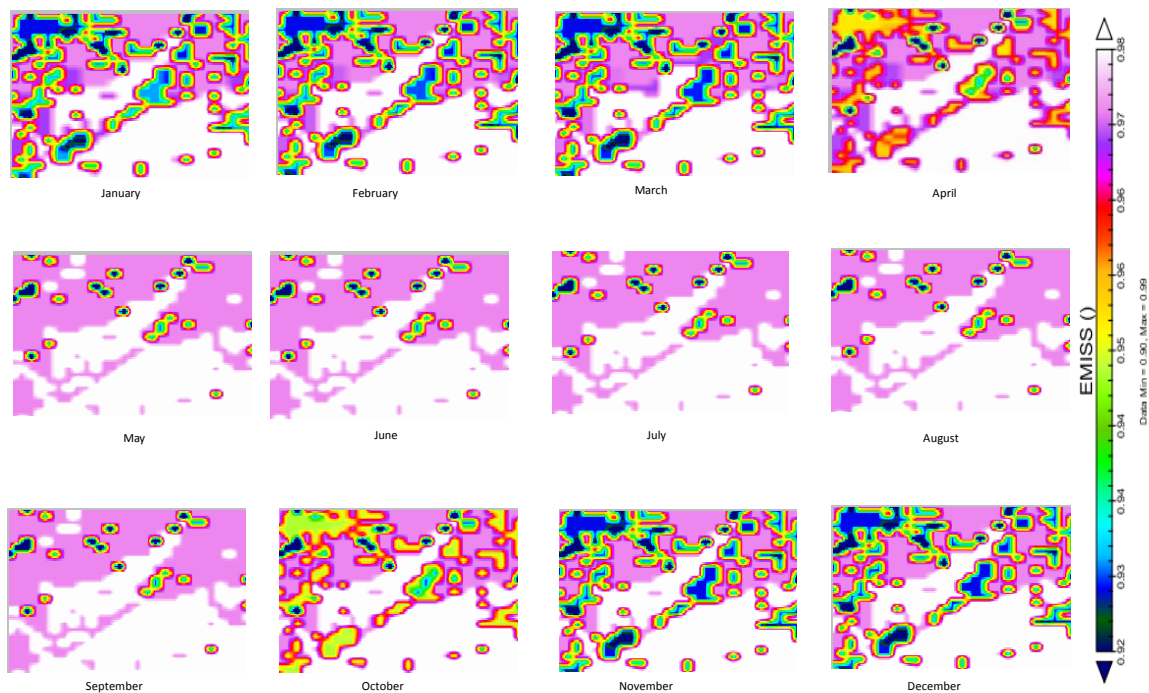 January
February
March
April
May
June
July
August
September
October
November
December
0.98
0.97
0.96
0.96
0.95
0.94
0.94
0.93
0.92
EMISS ()
Data Min = 0.90, Max = 0.99